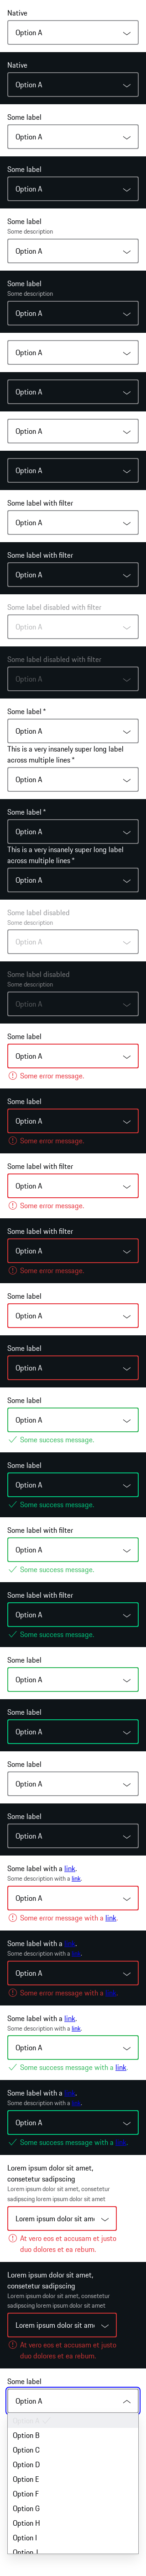 Native
Option A
Native
Option A
Some label
Option A
Some label
Option A
Some label
Some description
Option A
Some label
Some description
Option A
Option A
Option A
Option A
Option A
Some label with filter
Option A
Some label with filter
Option A
Some label disabled with filter
Option A
Some label disabled with filter
Option A
Some label *
Option A
This is a very insanely super long label
across multiple lines *
Option A
Some label *
Option A
This is a very insanely super long label
across multiple lines *
Option A
Some label disabled
Some description
Option A
Some label disabled
Some description
Option A
Some label
Option A
Some error message.
Some label
Option A
Some error message.
Some label with filter
Option A
Some error message.
Some label with filter
Option A
Some error message.
Some label
Option A
Some label
Option A
Some label
Option A
Some success message.
Some label
Option A
Some success message.
Some label with filter
Option A
Some success message.
Some label with filter
Option A
Some success message.
Some label
Option A
Some label
Option A
Some label
Option A
Some label
Option A
Some label with a link.
Some description with a link.
Option A
Some error message with a link.
Some label with a link.
Some description with a link.
Option A
Some error message with a link.
Some label with a link.
Some description with a link.
Option A
Some success message with a link.
Some label with a link.
Some description with a link.
Option A
Some success message with a link.
Lorem ipsum dolor sit amet,
consetetur sadipscing
Lorem ipsum dolor sit amet, consetetur
sadipscing lorem ipsum dolor sit amet
Lorem ipsum dolor sit am
At vero eos et accusam et justo
duo dolores et ea rebum.
Lorem ipsum dolor sit amet,
consetetur sadipscing
Lorem ipsum dolor sit amet, consetetur
sadipscing lorem ipsum dolor sit amet
Lorem ipsum dolor sit am
At vero eos et accusam et justo
duo dolores et ea rebum.
Some label
Option A
Option A
Option B
Option C
Option D
Option E
Option F
Option G
Option H
Option I